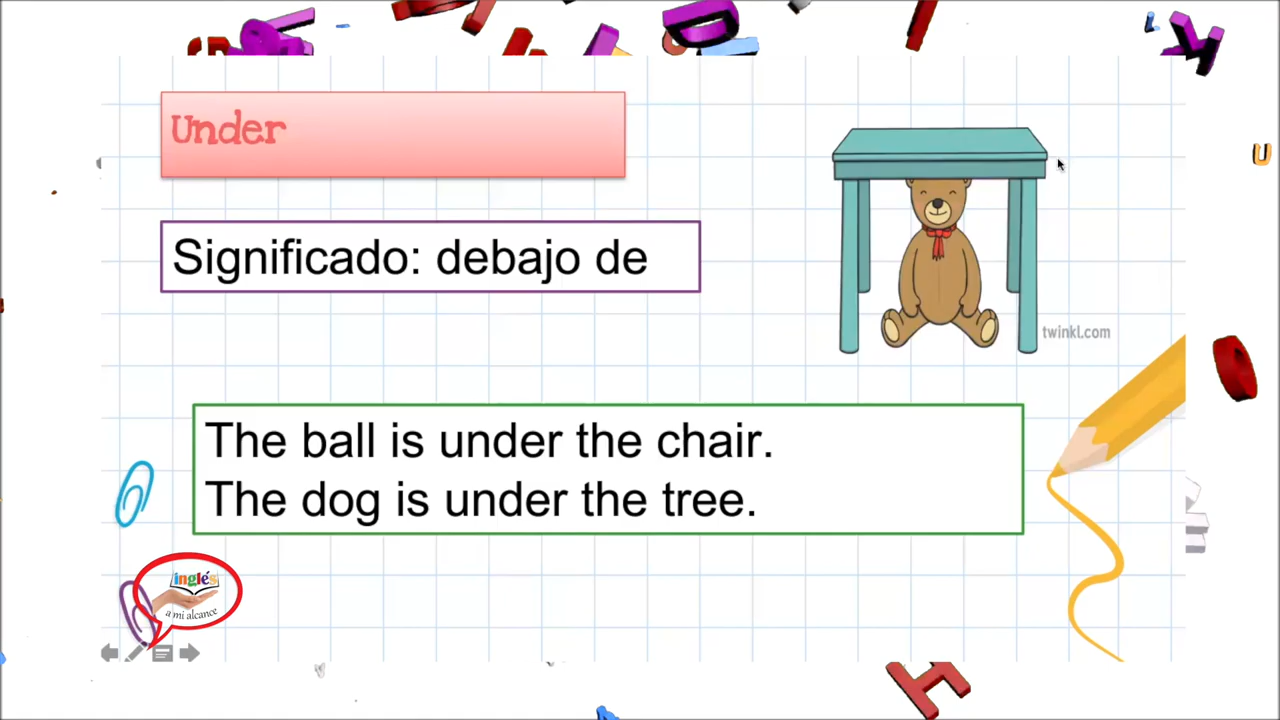 Under
Significado: debajo de
twinkl.com
The ball is under the chair.
The dog is under the tree.
inglés
a mi alcance